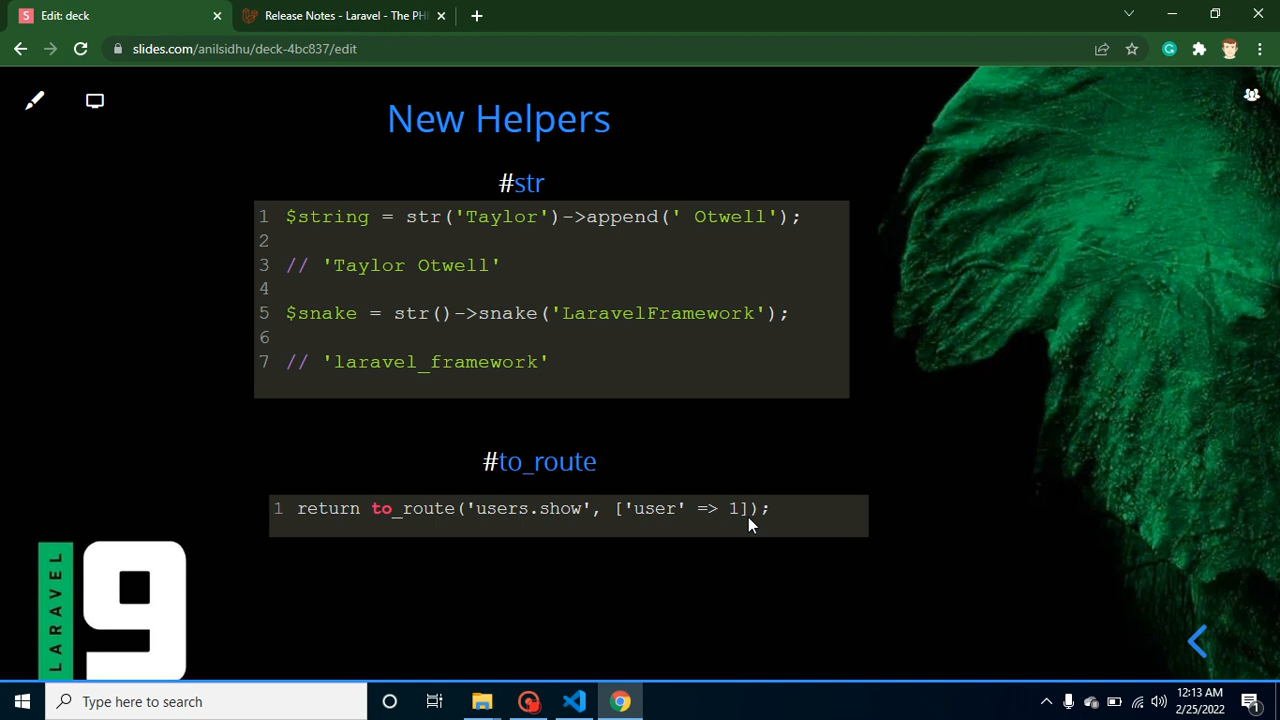 Edit: deck
Release Notes - Laravel - The PH
slides.com/anilsidhu/deck-4bc837/edit
New Helpers
#str
1 $string = str('Taylor')->append(' Otwell');
2
3 // 'Taylor Otwell'
4
5 $snake = str()->snake('LaravelFramework');
6
7 // 'laravel_framework'
#to_route
1 return to_route('users.show', ['user' => 1]);
LARAVEL
9
Type here to search
12:13 AM
2/25/2022
1